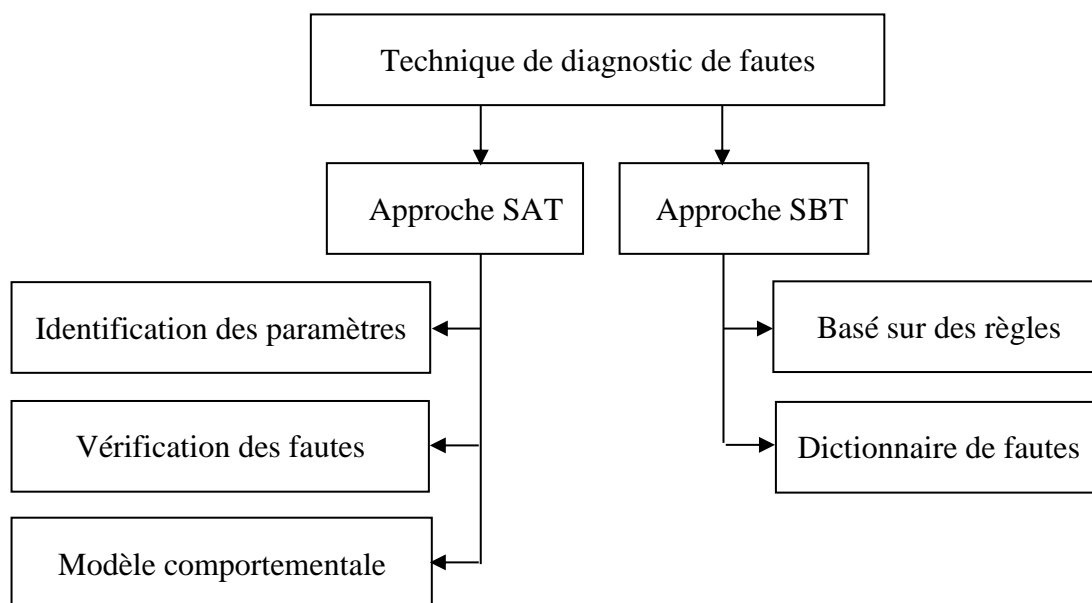 Technique de diagnostic de fautes
Approche SAT
Approche SBT
Identification des paramètres
Basé sur des règles
Vérification des fautes
Dictionnaire de fautes
Modèle comportementale